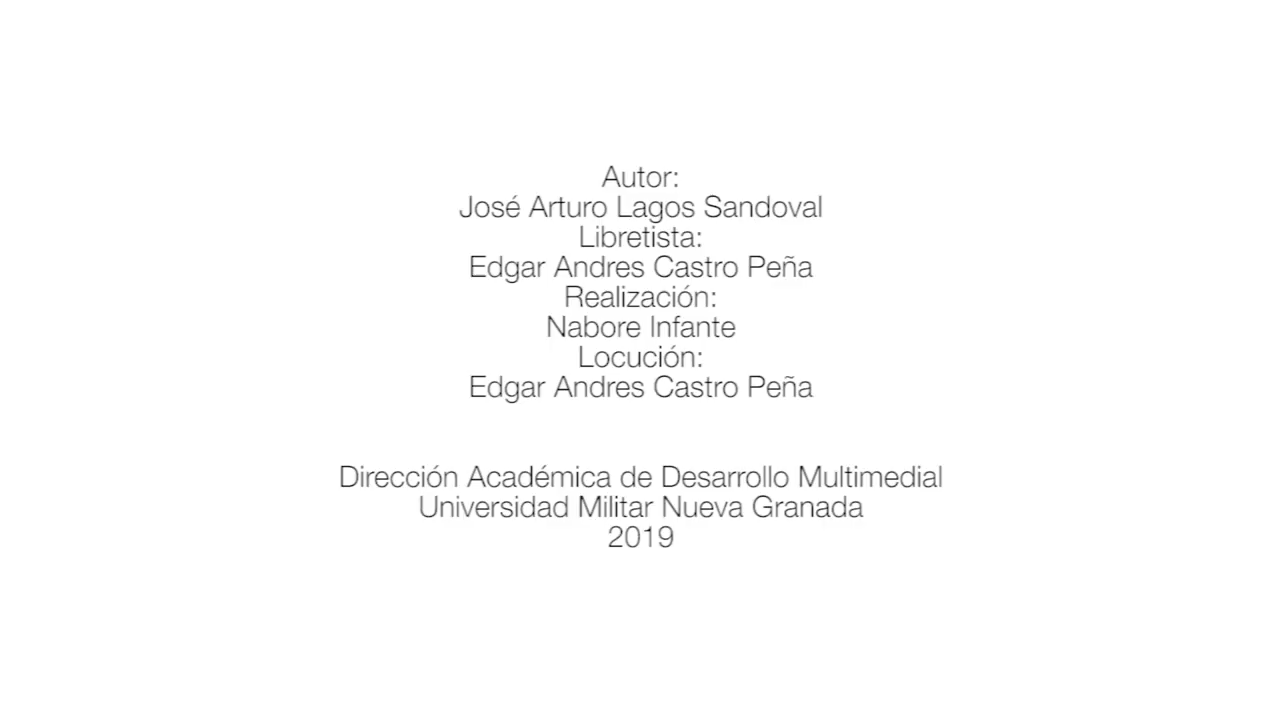 Autor:
José Arturo Lagos Sandoval
Libretista:
Edgar Andres Castro Peña
Realización:
Nabore Infante
Locución:
Edgar Andres Castro Peña
Dirección Académica de Desarrollo Multimedial
Universidad Militar Nueva Granada
2019